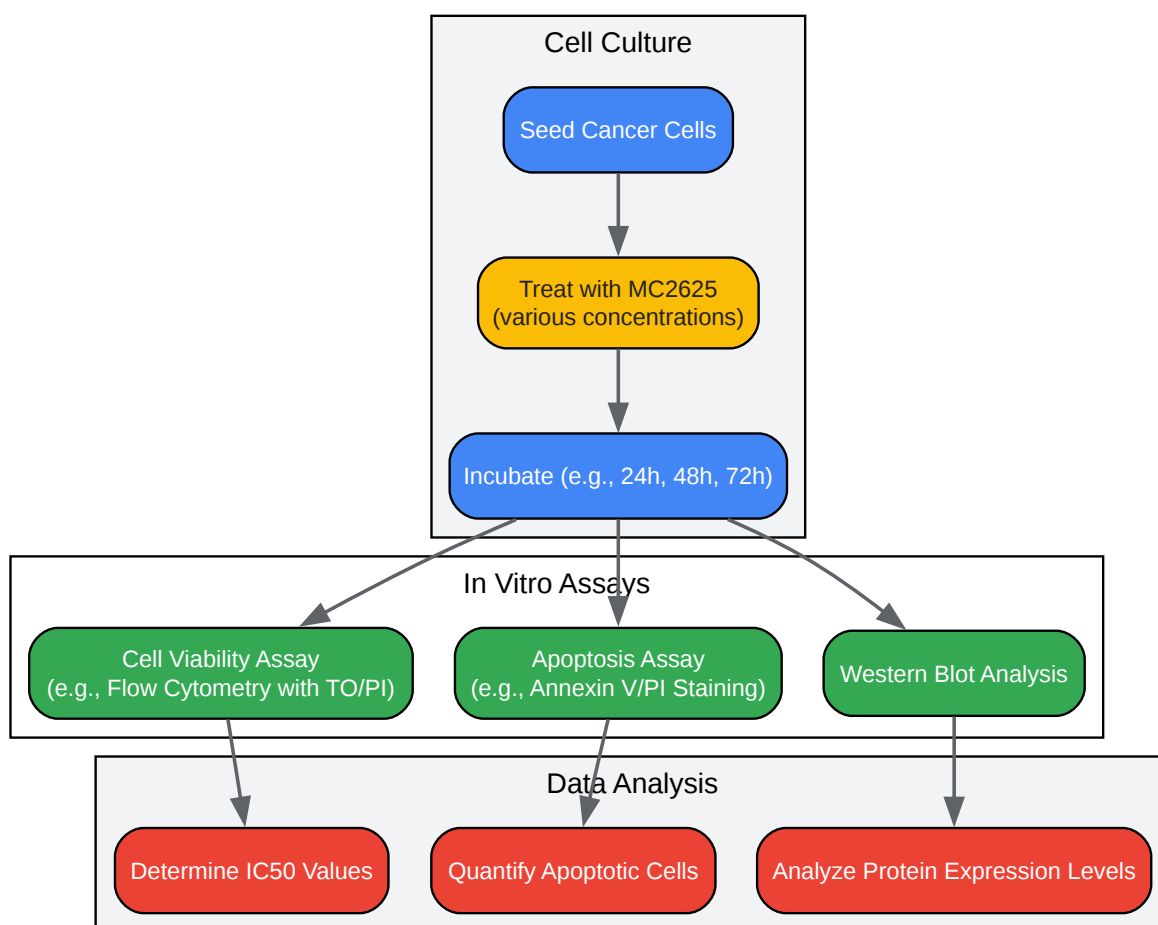 Cell Culture
Seed Cancer Cells
Treat with MC2625
(various concentrations)
Incubate (e.g., 24h, 48h, 72h)
In Vitro Assays
Cell Viability Assay
(e.g., Flow Cytometry with TO/PI)
Apoptosis Assay
(e.g., Annexin V/PI Staining)
Western Blot Analysis
Data Analysis
Determine IC50 Values
Quantify Apoptotic Cells
Analyze Protein Expression Levels